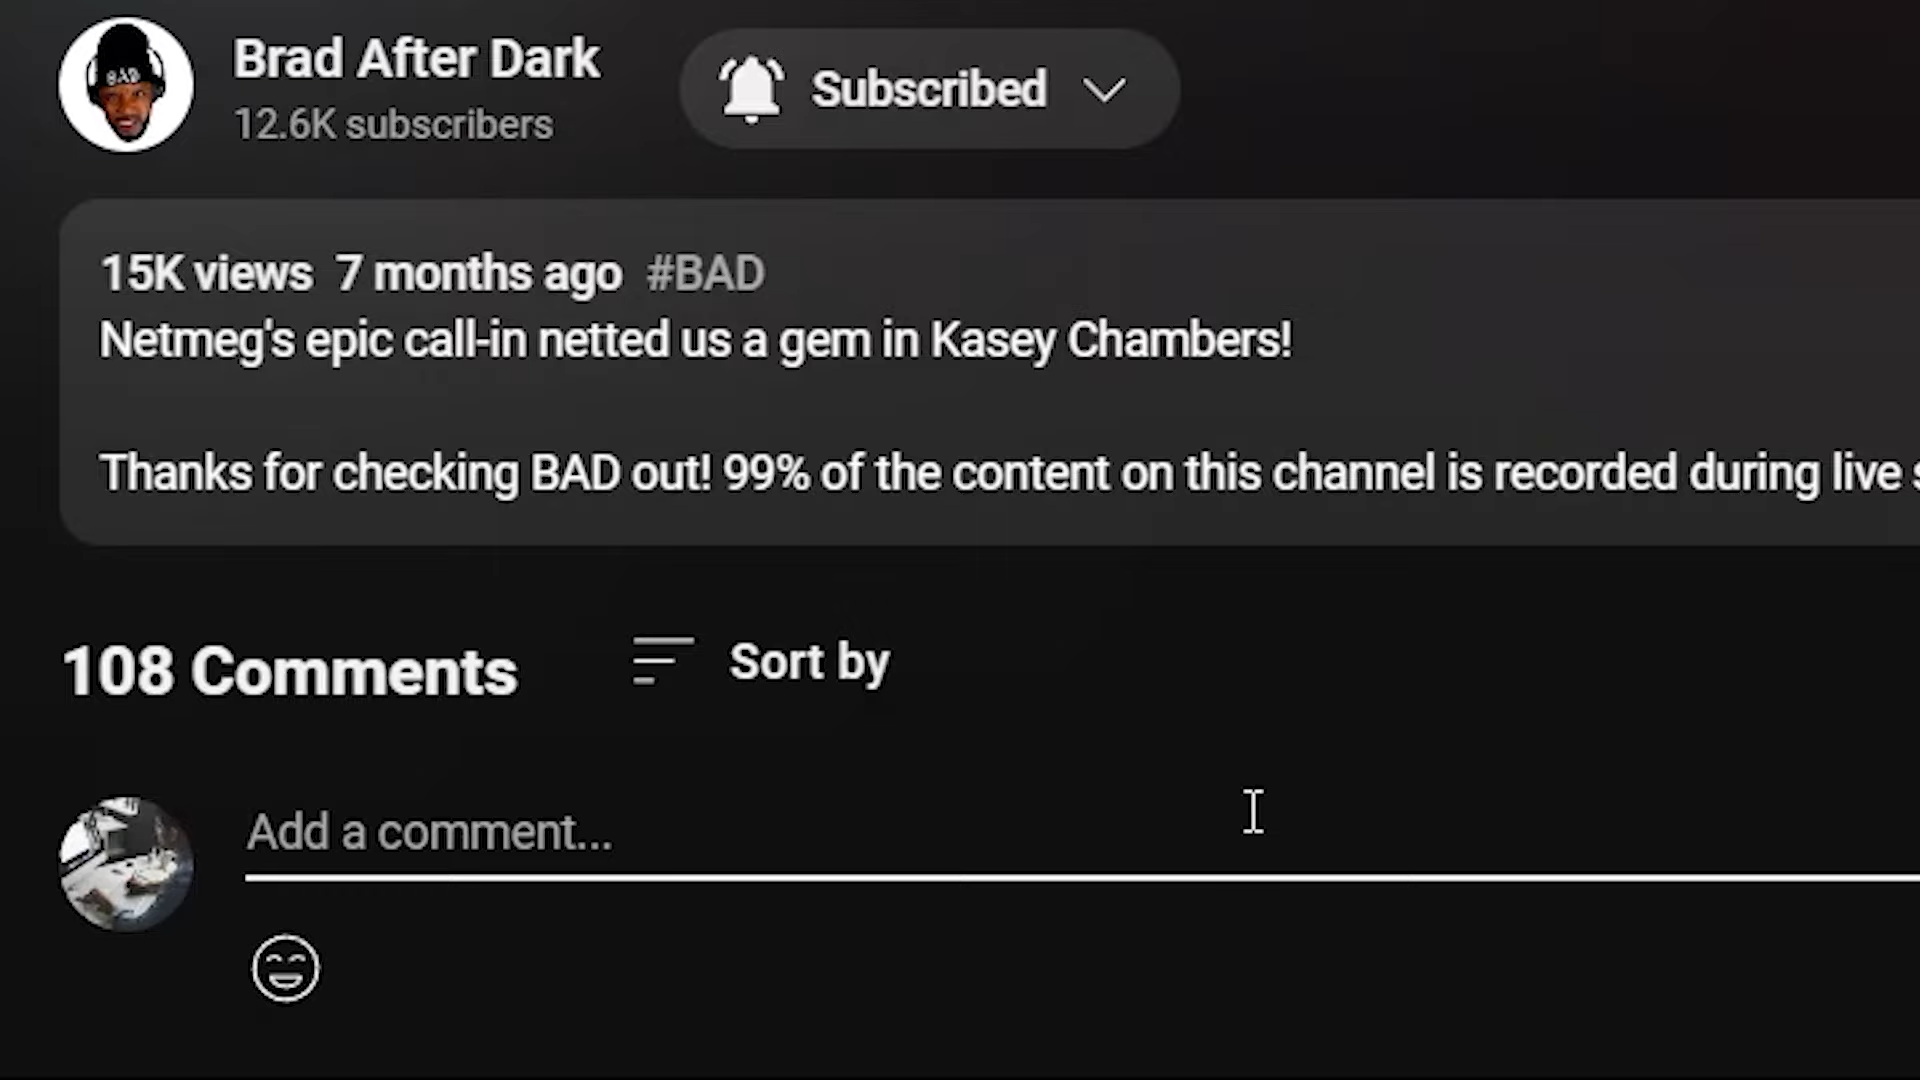 BAD
Brad After Dark
12.6K subscribers
Subscribed
15K views 7 months ago #BAD
Netmeg's epic call-in netted us a gem in Kasey Chambers!
Thanks for checking BAD out! 99% of the content on this channel is recorded during live
108 Comments
Sort by
Add a comment...